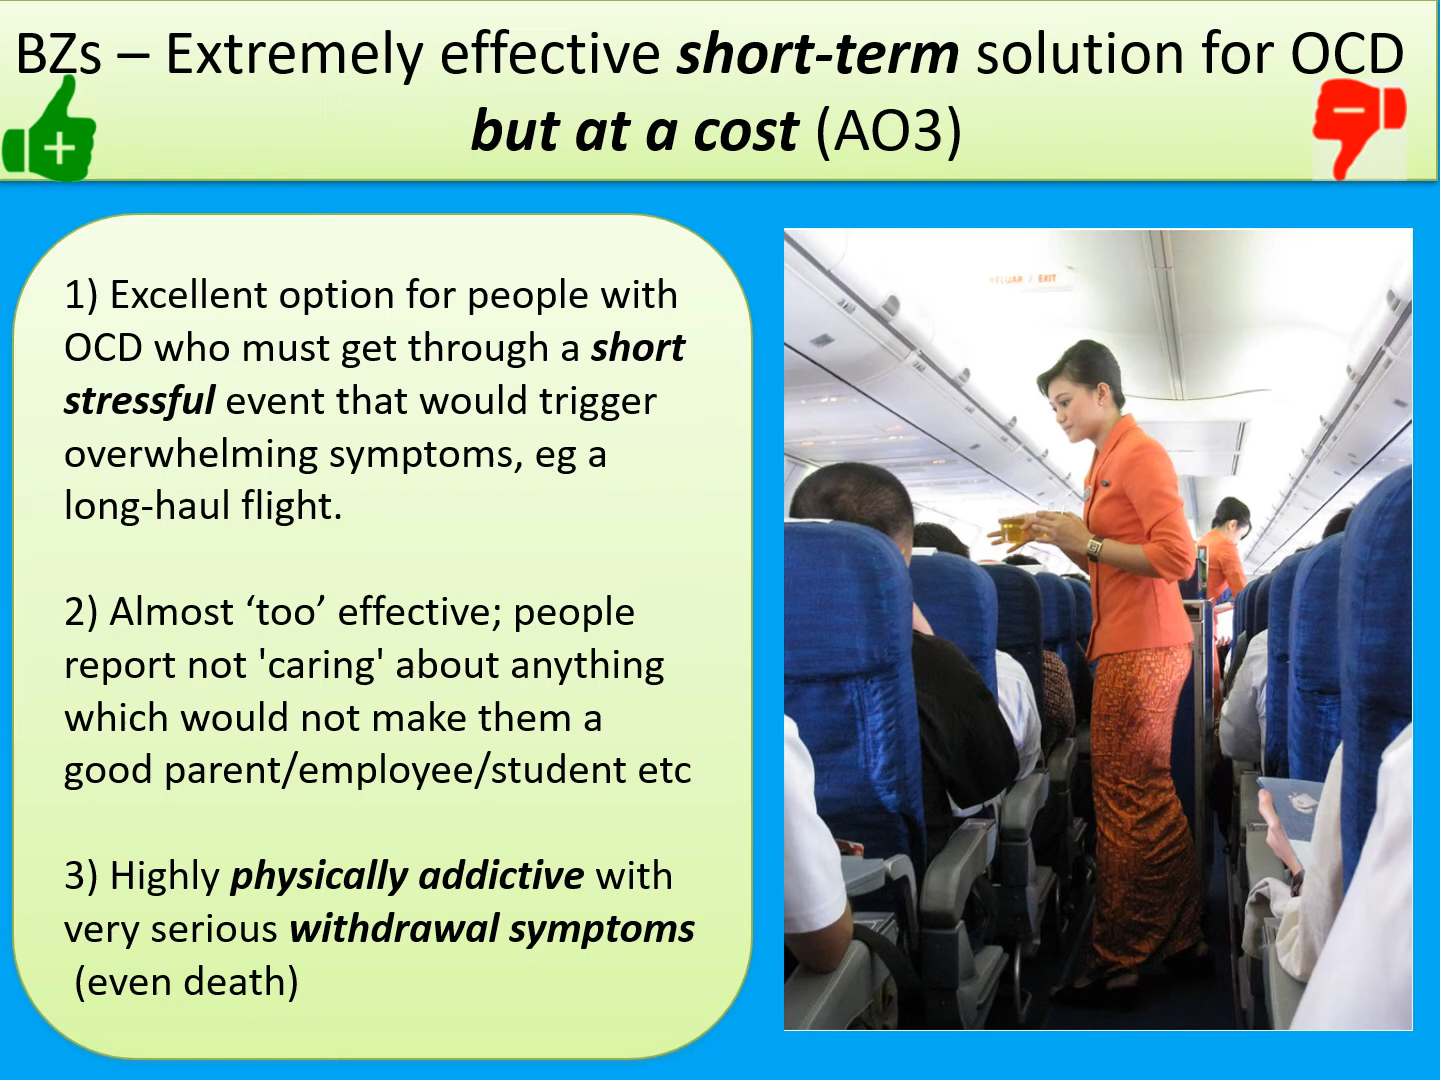 BZs – Extremely effective short-term solution for OCD
but at a cost (AO3)
1) Excellent option for people with
OCD who must get through a short
stressful event that would trigger
overwhelming symptoms, eg a
long-haul flight.
2) Almost ‘too’ effective; people
report not 'caring' about anything
which would not make them a
good parent/employee/student etc
3) Highly physically addictive with
very serious withdrawal symptoms
(even death)
KELUAR / EXIT